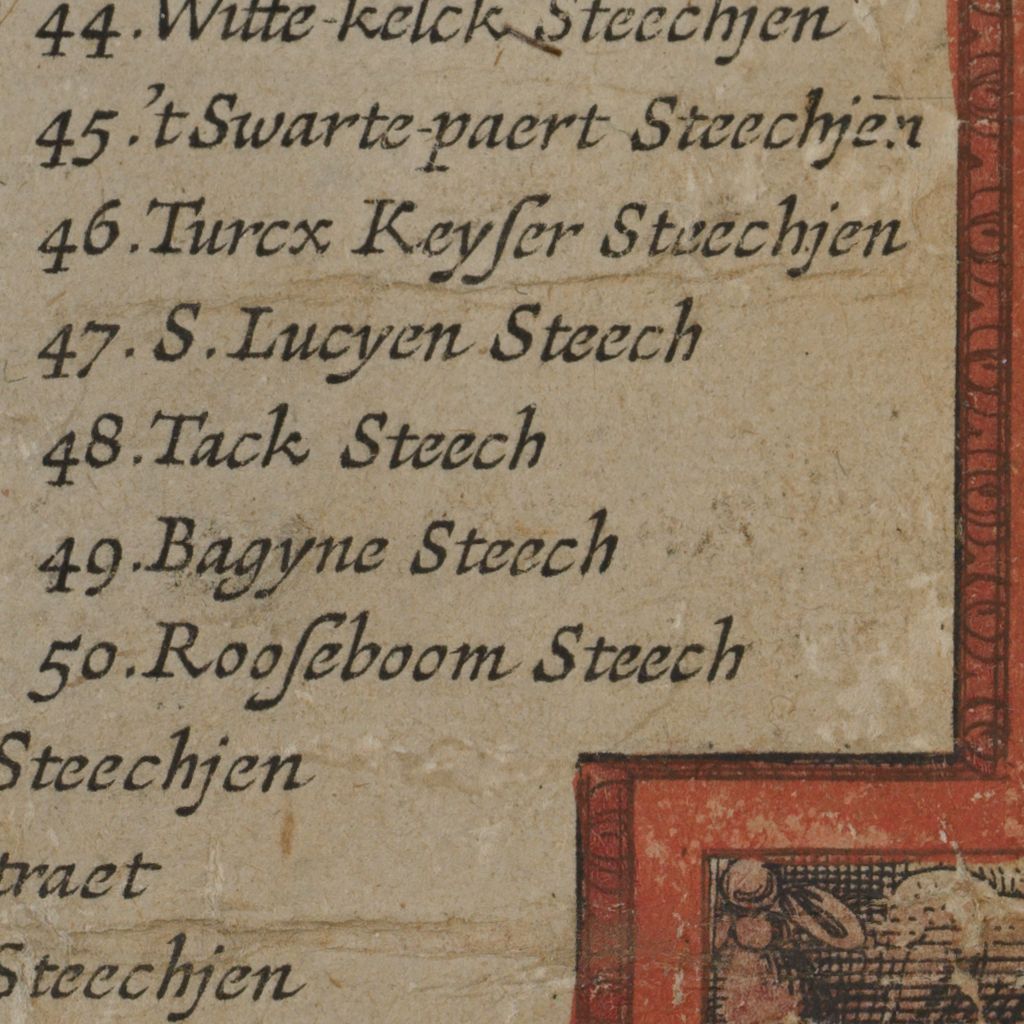 44. Witte-kelck Steechjen
45. 't Swarte-paert Steechjen
46. Turcx Keyſer Steechjen
47. S. Lucyen Steech
48. Tack Steech
49. Bagyne Steech
50. Rooſeboom Steech
Steechjen
traet
Steechjen